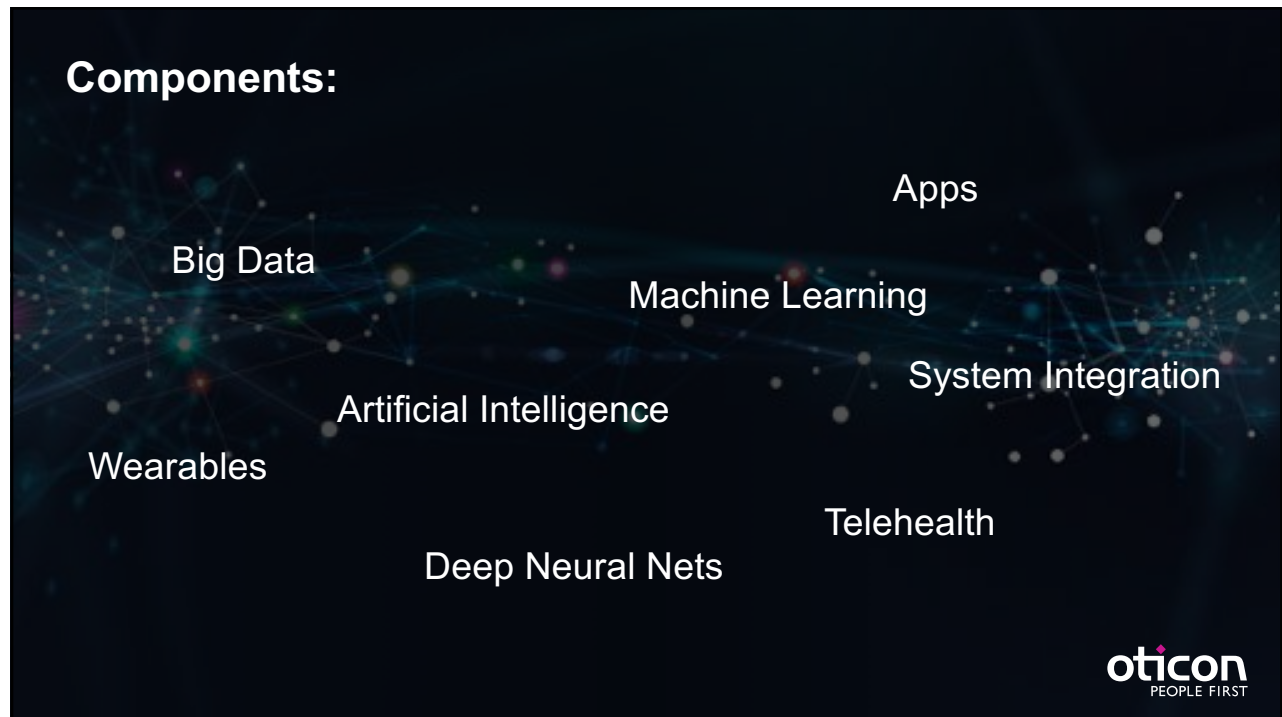 Components:
Apps
Big Data
Machine Learning
System Integration
Artificial Intelligence
Wearables
Telehealth
Deep Neural Nets
oticon
PEOPLE FIRST